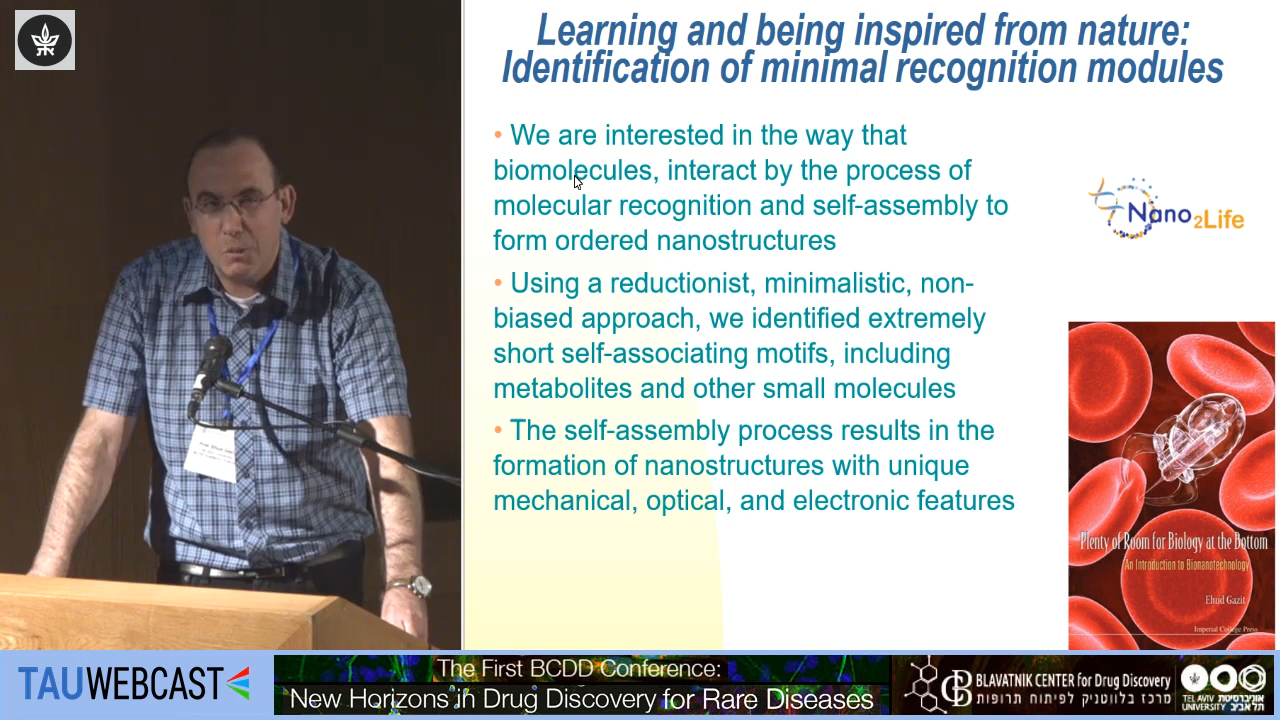 Learning and being inspired from nature:
Identification of minimal recognition modules
• We are interested in the way that
biomolecules, interact by the process of
molecular recognition and self-assembly to
form ordered nanostructures
• Using a reductionist, minimalistic, non-
biased approach, we identified extremely
short self-associating motifs, including
metabolites and other small molecules
• The self-assembly process results in the
formation of nanostructures with unique
mechanical, optical, and electronic features
Nano2Life
Plenty of Room for Biology at the Bottom
An Introduction to Bionanotechnology
Ehud Gazit
Imperial College Press
TAUWEBCAST
The First BCDD Conference:
New Horizons in Drug Discovery for Rare Diseases
BLAVATNIK CENTER for Drug Discovery
מרכז בלווטניק לפיתוח תרופות
TEL AVIV UNIVERSITY
אוניברסיטת תל אביב